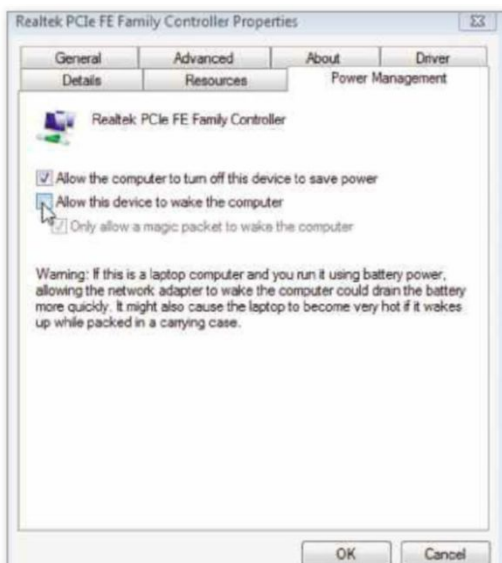 Realtek PCIe FE Family Controller Properties
General Advanced About Driver
Details Resources Power Management
Realtek PCIe FE Family Controller
Allow the computer to turn off this device to save power
Allow this device to wake the computer
Only allow a magic packet to wake the computer
Warning: If this is a laptop computer and you run it using battery power,
allowing the network adapter to wake the computer could drain the battery
more quickly. It might also cause the laptop to become very hot if it wakes
up while packed in a carrying case.
OK Cancel